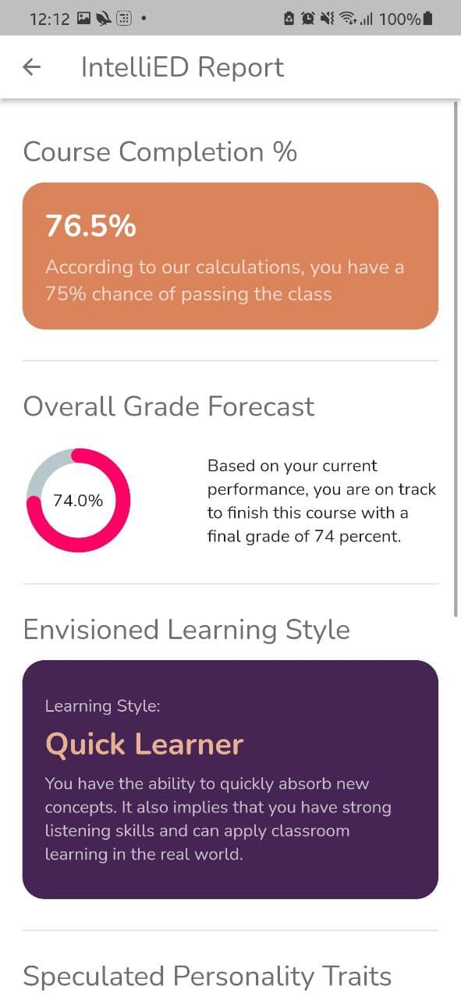 12:12 100%
IntelliED Report
Course Completion %
76.5%
According to our calculations, you have a
75% chance of passing the class
Overall Grade Forecast
74.0%
Based on your current
performance, you are on track
to finish this course with a
final grade of 74 percent.
Envisioned Learning Style
Learning Style:
Quick Learner
You have the ability to quickly absorb new
concepts. It also implies that you have strong
listening skills and can apply classroom
learning in the real world.
Speculated Personality Traits